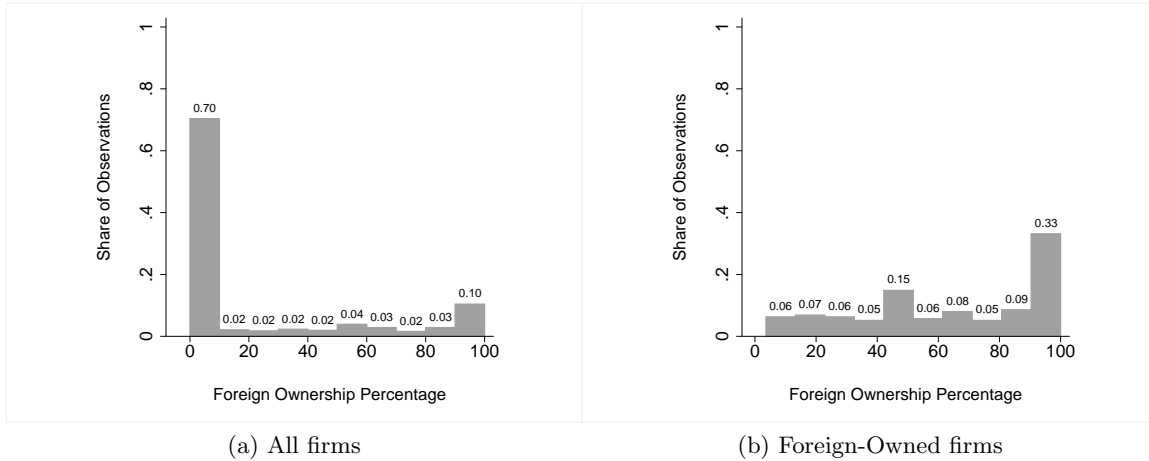 Share of Observations
0 .2 .4 .6 .8 1
0.70 0.02 0.02 0.02 0.02 0.04 0.03 0.02 0.03 0.10
0 20 40 60 80 100
Foreign Ownership Percentage
(a) All firms
Share of Observations
0 .2 .4 .6 .8 1
0.06 0.07 0.06 0.05 0.15 0.06 0.08 0.05 0.09 0.33
0 20 40 60 80 100
Foreign Ownership Percentage
(b) Foreign-Owned firms